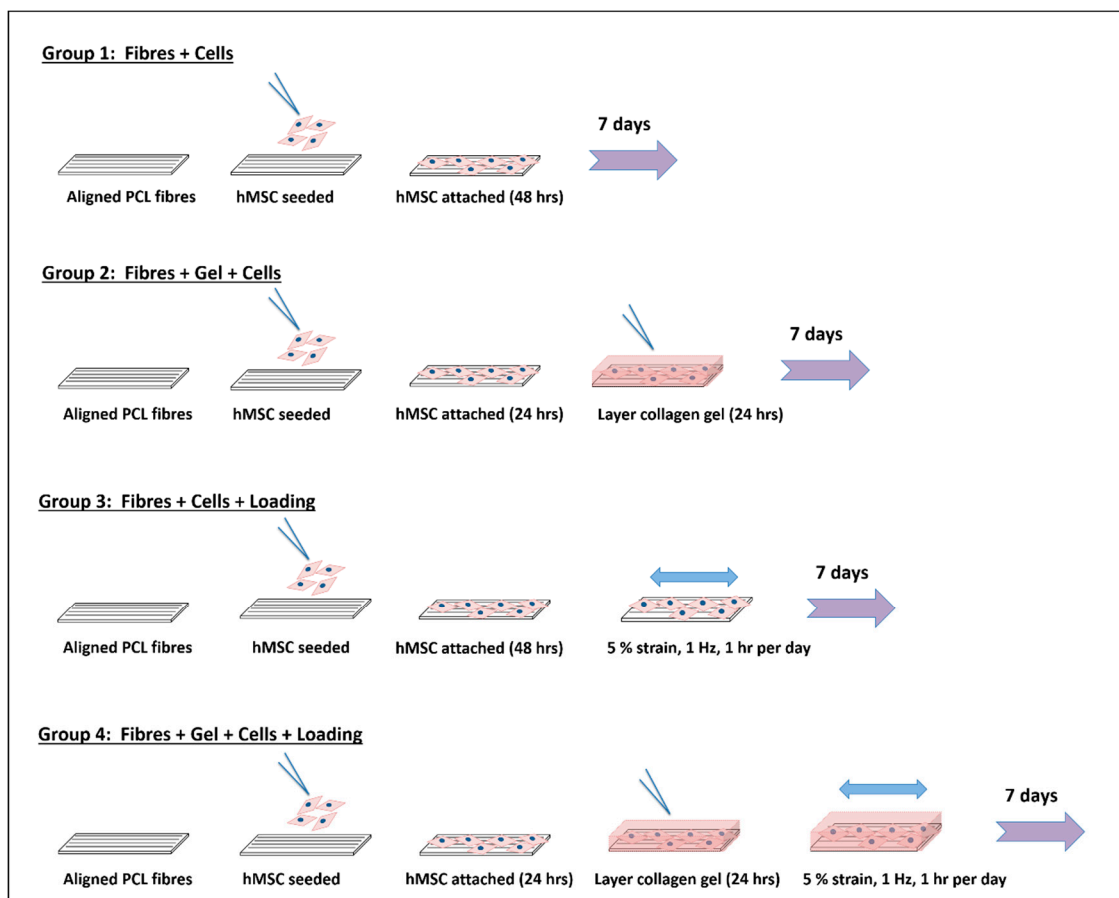 Group 1:  Fibres + Cells
7 days
Aligned PCL fibres
hMSC seeded
hMSC attached (48 hrs)
Group 2:  Fibres + Gel + Cells
7 days
Aligned PCL fibres
hMSC seeded
hMSC attached (24 hrs)
Layer collagen gel (24 hrs)
Group 3:  Fibres + Cells + Loading
7 days
Aligned PCL fibres
hMSC seeded
hMSC attached (48 hrs)
5 % strain, 1 Hz, 1 hr per day
Group 4:  Fibres + Gel + Cells + Loading
7 days
Aligned PCL fibres
hMSC seeded
hMSC attached (24 hrs)
Layer collagen gel (24 hrs)
5 % strain, 1 Hz, 1 hr per day